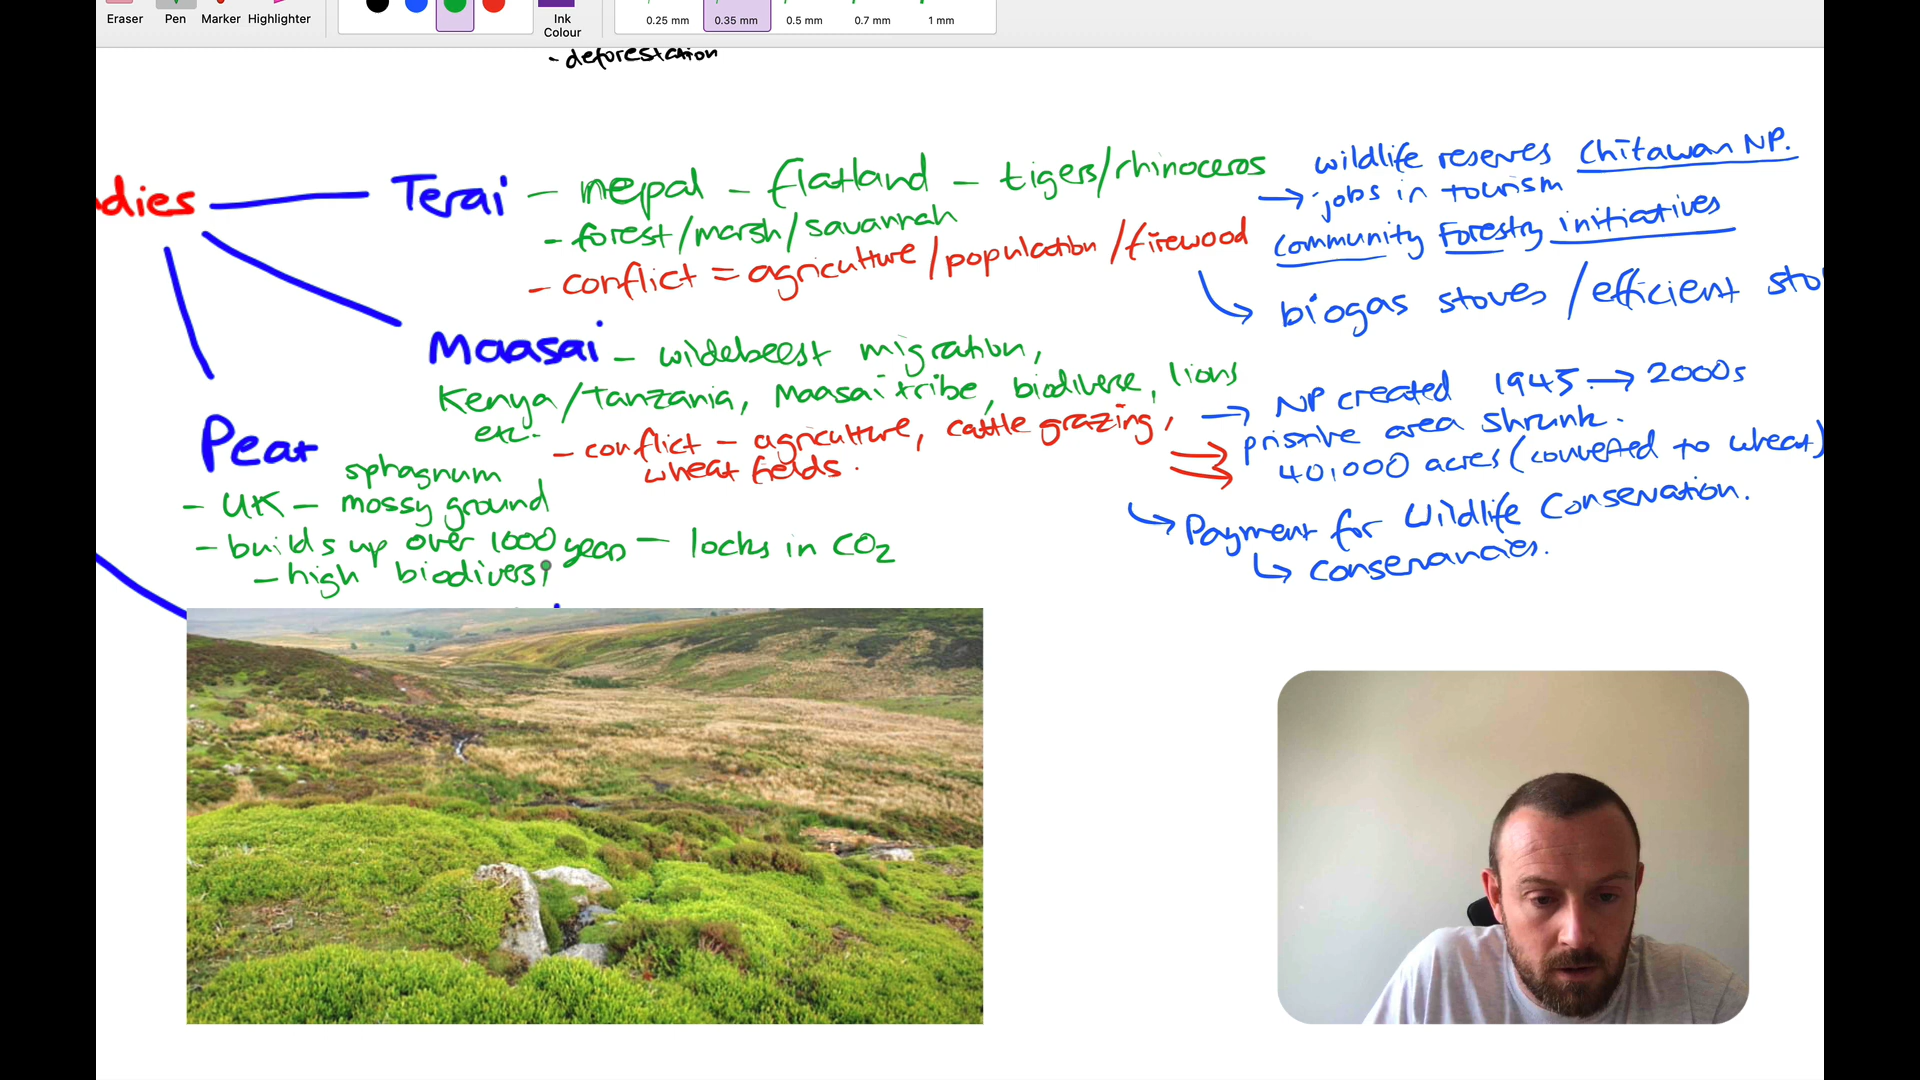 Eraser Pen Marker Highlighter Ink Colour 0.25 mm 0.35 mm 0.5 mm 0.7 mm 1 mm
- deforestation
dies
Terai - nepal - flatland - tigers/rhinoceros
- forest/marsh/savannah
- conflict = agriculture/population/firewood
wildlife reserves Chitawan NP.
→ jobs in tourism
Community Forestry initiatives
↳ biogas stoves/efficient sto
Maasai - wildebeest migration,
Kenya/Tanzania, Maasai tribe, biodiverse, lions
etc.
- conflict - agriculture, cattle grazing,
wheat fields.
→ NP created 1945 → 2000s
pristive area shrunk.
40,000 acres (converted to wheat)
↳ Payment for Wildlife Conservation.
↳ conservancies.
Peat
sphagnum
- UK - mossy ground
- builds up over 1000 years - locks in CO2
- high biodiversi